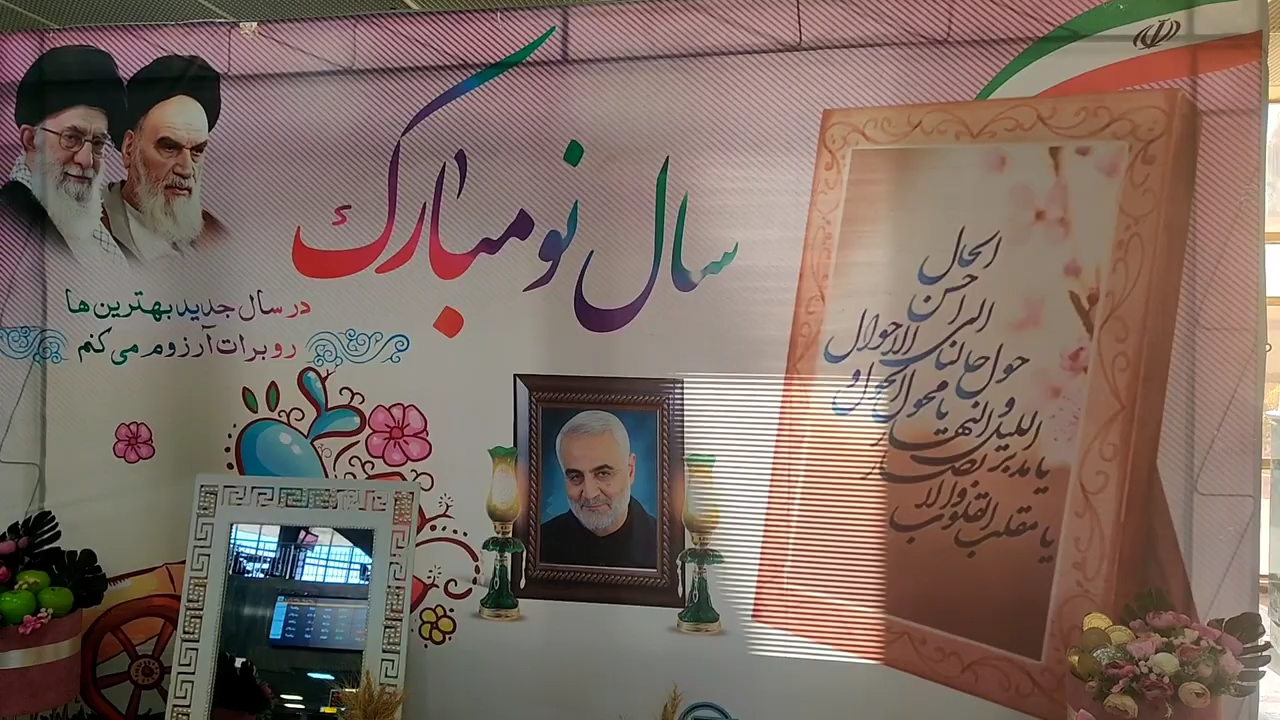 سال نو مبارک
در سال جدید بهترین‌ها
رو برات آرزو می‌کنم
یا مقلب القلوب
والابصار
یا مدبر
اللیل والنهار
یا محول الحول و
الاحوال
حول حالنا
الی احسن
الحال